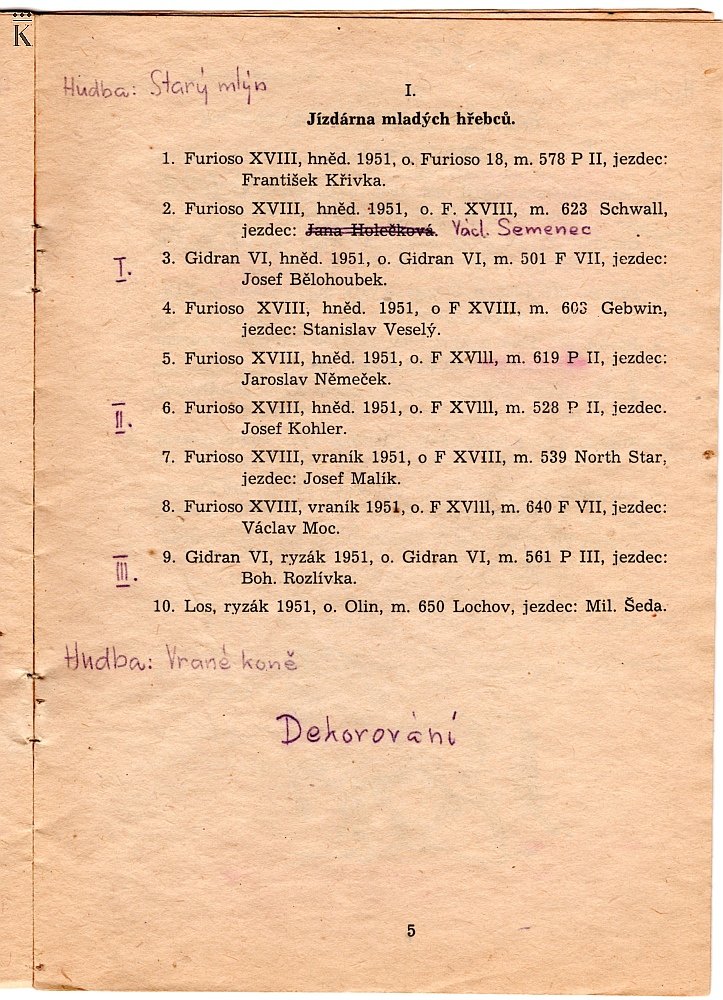 K
Hudba: Starý mlýn
I.
Jízdárna mladých hřebců.
1. Furioso XVIII, hněd. 1951, o. Furioso 18, m. 578 P II, jezdec:
František Křivka.
2. Furioso XVIII, hněd. 1951, o. F. XVIII, m. 623 Schwall,
jezdec: Jana Holečková. Václ. Semenec
I. 3. Gidran VI, hněd. 1951, o. Gidran VI, m. 501 F VII, jezdec:
Josef Bělohoubek.
4. Furioso XVIII, hněd. 1951, o F XVIII, m. 603 Gebwin,
jezdec: Stanislav Veselý.
5. Furioso XVIII, hněd. 1951, o. F XVlll, m. 619 P II, jezdec:
Jaroslav Němeček.
II. 6. Furioso XVIII, hněd. 1951, o. F XVlll, m. 528 P II, jezdec.
Josef Kohler.
7. Furioso XVIII, vraník 1951, o F XVIII, m. 539 North Star,
jezdec: Josef Malík.
8. Furioso XVIII, vraník 1951, o. F XVlll, m. 640 F VII, jezdec:
Václav Moc.
III. 9. Gidran VI, ryzák 1951, o. Gidran VI, m. 561 P III, jezdec:
Boh. Rozlívka.
10. Los, ryzák 1951, o. Olin, m. 650 Lochov, jezdec: Mil. Šeda.
Hudba: Vrané koně
Dekorování
5